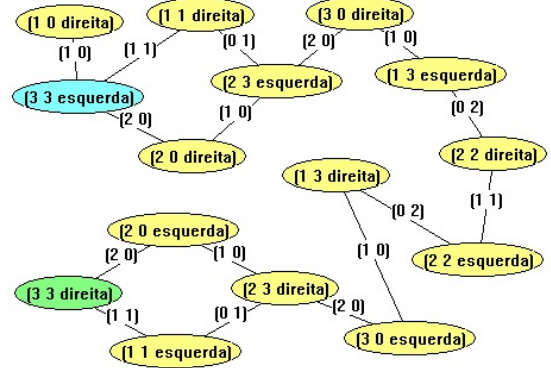 (1 0 direita)
(1 1 direita)
(3 0 direita)
(1 0)
(1 1)
(0 1)
(2 0)
(1 0)
(3 3 esquerda)
(2 3 esquerda)
(1 3 esquerda)
(2 0)
(1 0)
(0 2)
(2 0 direita)
(2 2 direita)
(1 3 direita)
(0 2)
(1 1)
(2 0 esquerda)
(1 0)
(2 2 esquerda)
(2 0)
(1 0)
(3 3 direita)
(2 3 direita)
(1 1)
(0 1)
(2 0)
(1 1 esquerda)
(3 0 esquerda)